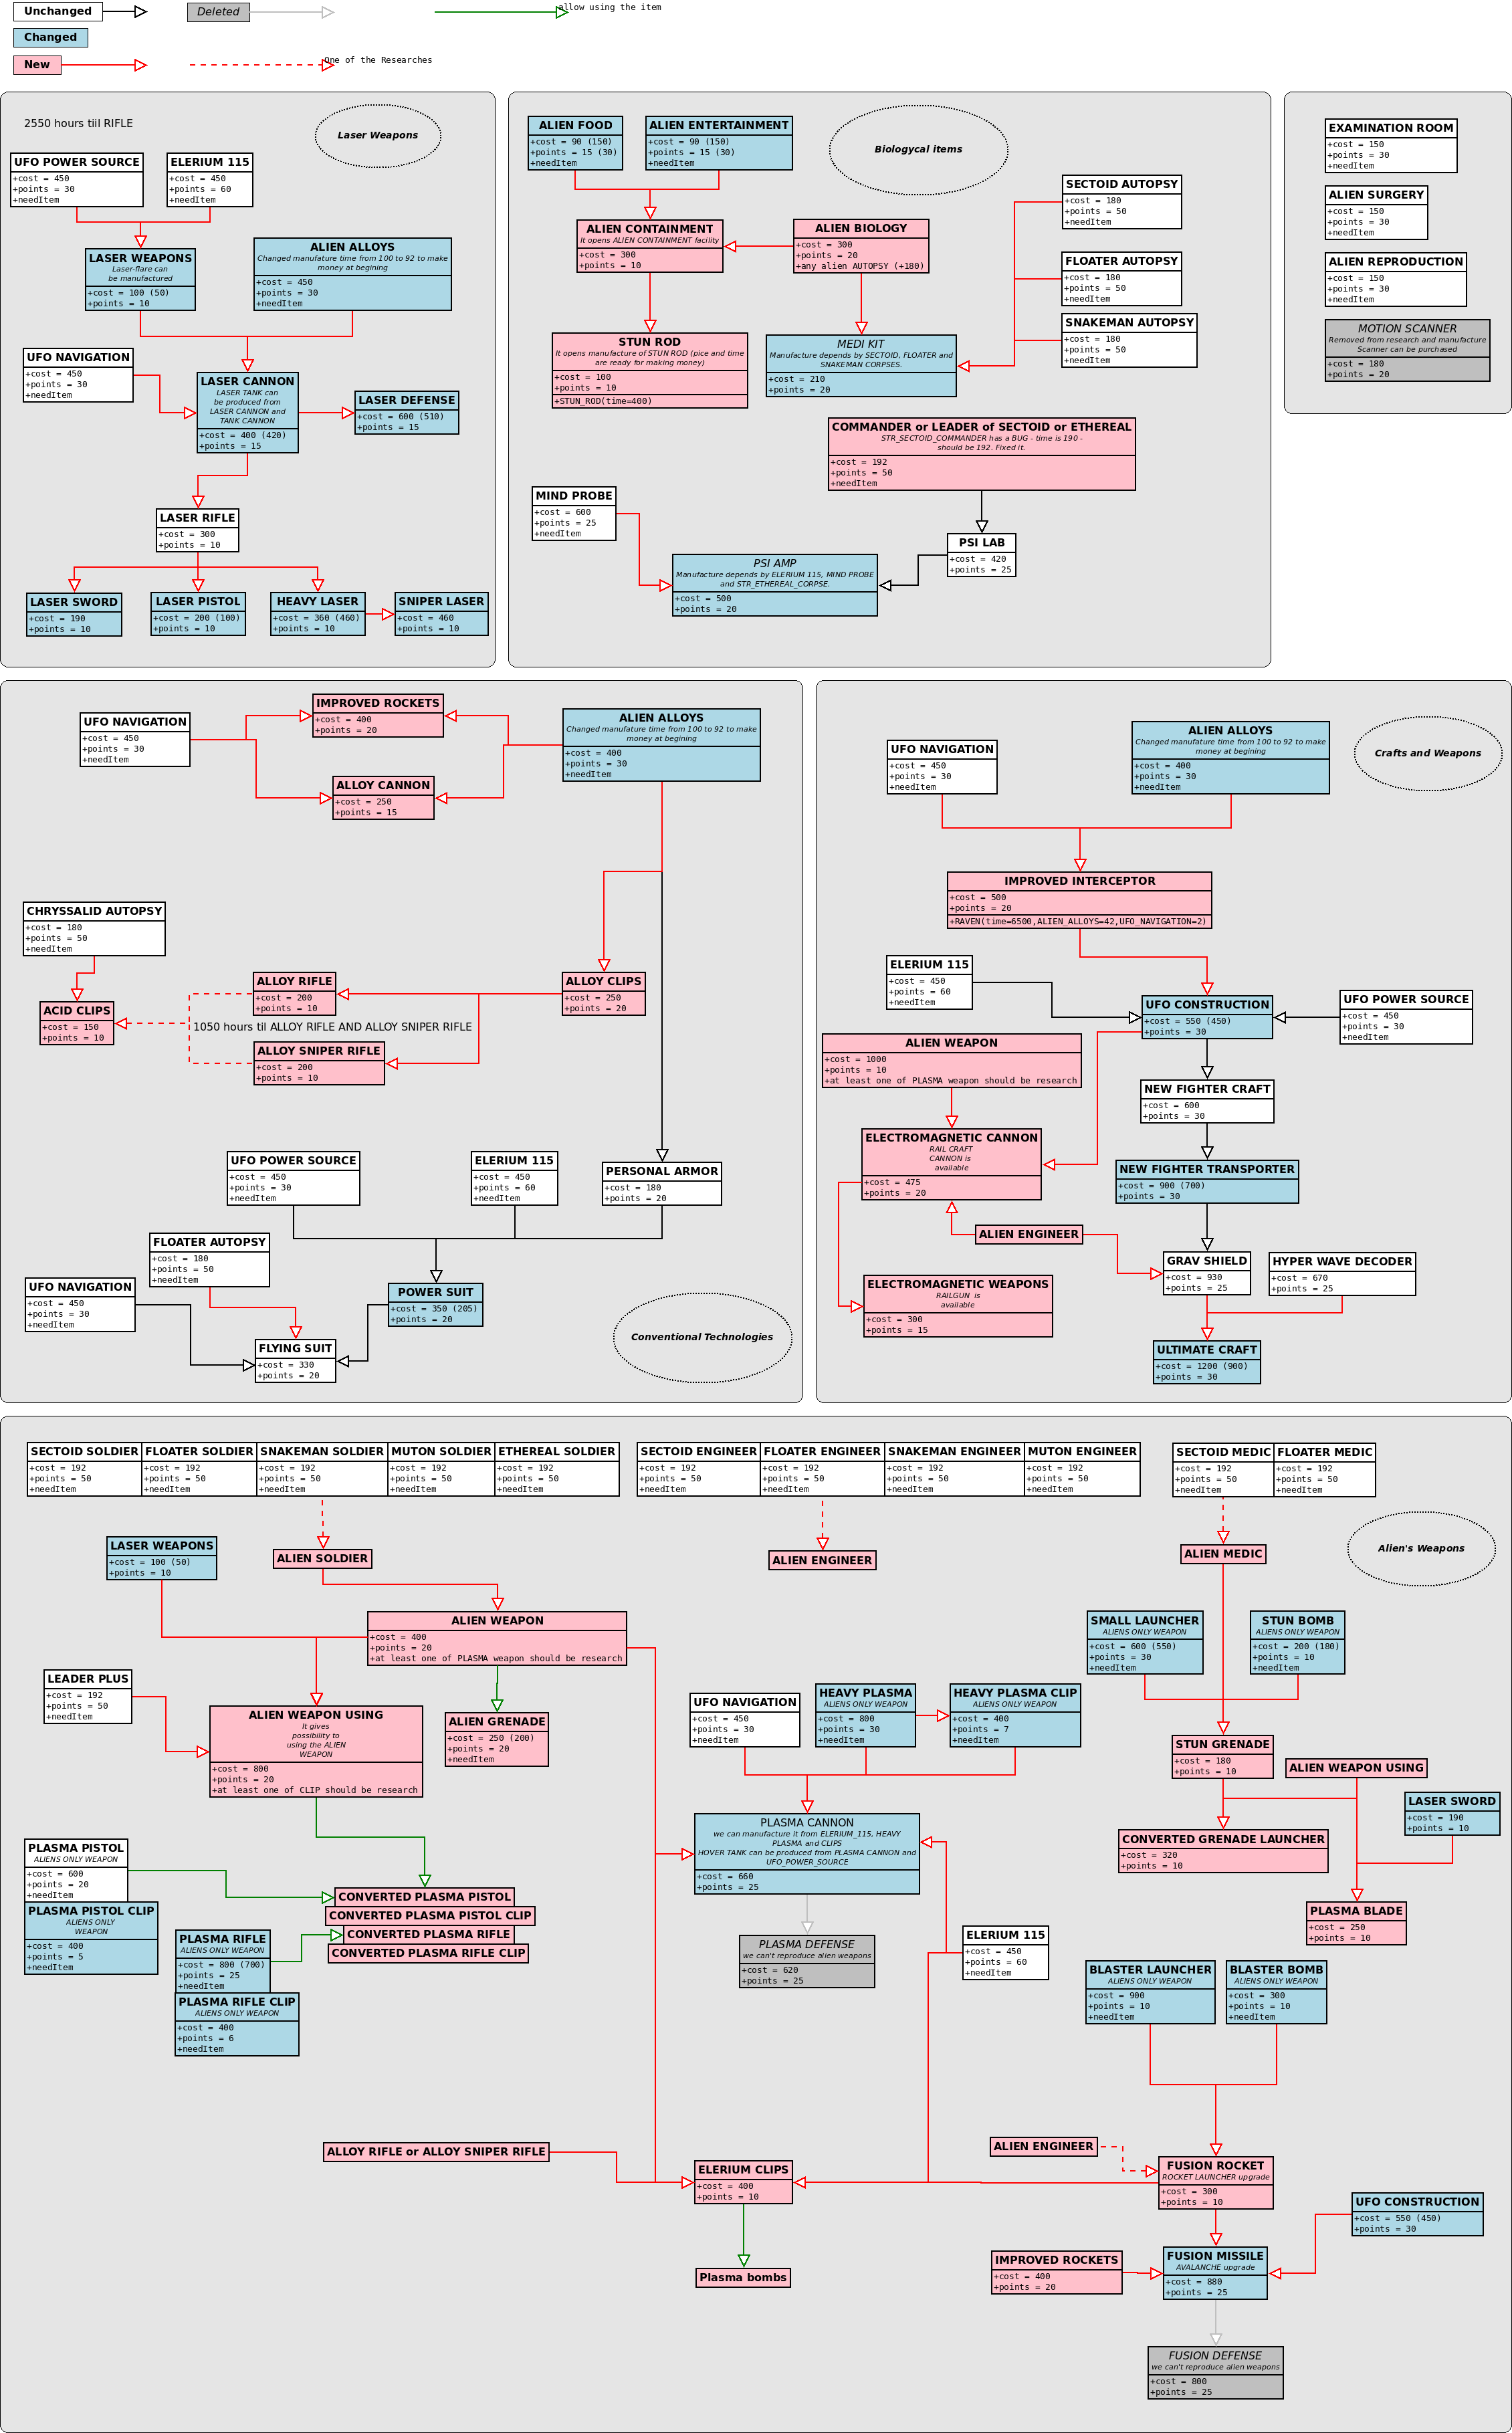 Unchanged
Deleted
allow using the item
Changed
New
One of the Researches
2550 hours tiil RIFLE
Laser Weapons
UFO POWER SOURCE
+cost = 450
+points = 30
+needItem
ELERIUM 115
+cost = 450
+points = 60
+needItem
LASER WEAPONS
Laser-flare can
be manufactured
+cost = 100 (50)
+points = 10
ALIEN ALLOYS
Changed manufature time from 100 to 92 to make
money at begining
+cost = 450
+points = 30
+needItem
UFO NAVIGATION
+cost = 450
+points = 30
+needItem
LASER CANNON
LASER TANK can
be produced from
LASER CANNON and
TANK CANNON
+cost = 400 (420)
+points = 15
LASER DEFENSE
+cost = 600 (510)
+points = 15
LASER RIFLE
+cost = 300
+points = 10
LASER SWORD
+cost = 190
+points = 10
LASER PISTOL
+cost = 200 (100)
+points = 10
HEAVY LASER
+cost = 360 (460)
+points = 10
SNIPER LASER
+cost = 460
+points = 10
ALIEN FOOD
+cost = 90 (150)
+points = 15 (30)
+needItem
ALIEN ENTERTAINMENT
+cost = 90 (150)
+points = 15 (30)
+needItem
Biologycal items
ALIEN CONTAINMENT
It opens ALIEN CONTAINMENT facility
+cost = 300
+points = 10
ALIEN BIOLOGY
+cost = 300
+points = 20
+any alien AUTOPSY (+180)
SECTOID AUTOPSY
+cost = 180
+points = 50
+needItem
FLOATER AUTOPSY
+cost = 180
+points = 50
+needItem
SNAKEMAN AUTOPSY
+cost = 180
+points = 50
+needItem
STUN ROD
It opens manufacture of STUN ROD (pice and time
are ready for making money)
+cost = 100
+points = 10
+STUN_ROD(time=400)
MEDI KIT
Manufacture depends by SECTOID, FLOATER and
SNAKEMAN CORPSES.
+cost = 210
+points = 20
COMMANDER or LEADER of SECTOID or ETHEREAL
STR_SECTOID_COMMANDER has a BUG - time is 190 -
should be 192. Fixed it.
+cost = 192
+points = 50
+needItem
MIND PROBE
+cost = 600
+points = 25
+needItem
PSI LAB
+cost = 420
+points = 25
PSI AMP
Manufacture depends by ELERIUM 115, MIND PROBE
and STR_ETHEREAL_CORPSE.
+cost = 500
+points = 20
EXAMINATION ROOM
+cost = 150
+points = 30
+needItem
ALIEN SURGERY
+cost = 150
+points = 30
+needItem
ALIEN REPRODUCTION
+cost = 150
+points = 30
+needItem
MOTION SCANNER
Removed from research and manufacture
Scanner can be purchased
+cost = 180
+points = 20
UFO NAVIGATION
+cost = 450
+points = 30
+needItem
IMPROVED ROCKETS
+cost = 400
+points = 20
ALIEN ALLOYS
Changed manufature time from 100 to 92 to make
money at begining
+cost = 400
+points = 30
+needItem
ALLOY CANNON
+cost = 250
+points = 15
CHRYSSALID AUTOPSY
+cost = 180
+points = 50
+needItem
ACID CLIPS
+cost = 150
+points = 10
ALLOY RIFLE
+cost = 200
+points = 10
ALLOY CLIPS
+cost = 250
+points = 20
1050 hours til ALLOY RIFLE AND ALLOY SNIPER RIFLE
ALLOY SNIPER RIFLE
+cost = 200
+points = 10
UFO POWER SOURCE
+cost = 450
+points = 30
+needItem
ELERIUM 115
+cost = 450
+points = 60
+needItem
PERSONAL ARMOR
+cost = 180
+points = 20
FLOATER AUTOPSY
+cost = 180
+points = 50
+needItem
UFO NAVIGATION
+cost = 450
+points = 30
+needItem
POWER SUIT
+cost = 350 (205)
+points = 20
FLYING SUIT
+cost = 330
+points = 20
Conventional Technologies
UFO NAVIGATION
+cost = 450
+points = 30
+needItem
ALIEN ALLOYS
Changed manufature time from 100 to 92 to make
money at begining
+cost = 400
+points = 30
+needItem
Crafts and Weapons
IMPROVED INTERCEPTOR
+cost = 500
+points = 20
+RAVEN(time=6500,ALIEN_ALLOYS=42,UFO_NAVIGATION=2)
ELERIUM 115
+cost = 450
+points = 60
+needItem
UFO CONSTRUCTION
+cost = 550 (450)
+points = 30
UFO POWER SOURCE
+cost = 450
+points = 30
+needItem
ALIEN WEAPON
+cost = 1000
+points = 10
+at least one of PLASMA weapon should be research
NEW FIGHTER CRAFT
+cost = 600
+points = 30
ELECTROMAGNETIC CANNON
RAIL CRAFT
CANNON is
available
+cost = 475
+points = 20
NEW FIGHTER TRANSPORTER
+cost = 900 (700)
+points = 30
ALIEN ENGINEER
GRAV SHIELD
+cost = 930
+points = 25
HYPER WAVE DECODER
+cost = 670
+points = 25
ELECTROMAGNETIC WEAPONS
RAILGUN is
available
+cost = 300
+points = 15
ULTIMATE CRAFT
+cost = 1200 (900)
+points = 30
SECTOID SOLDIER
+cost = 192
+points = 50
+needItem
FLOATER SOLDIER
+cost = 192
+points = 50
+needItem
SNAKEMAN SOLDIER
+cost = 192
+points = 50
+needItem
MUTON SOLDIER
+cost = 192
+points = 50
+needItem
ETHEREAL SOLDIER
+cost = 192
+points = 50
+needItem
SECTOID ENGINEER
+cost = 192
+points = 50
+needItem
FLOATER ENGINEER
+cost = 192
+points = 50
+needItem
SNAKEMAN ENGINEER
+cost = 192
+points = 50
+needItem
MUTON ENGINEER
+cost = 192
+points = 50
+needItem
SECTOID MEDIC
+cost = 192
+points = 50
+needItem
FLOATER MEDIC
+cost = 192
+points = 50
+needItem
LASER WEAPONS
+cost = 100 (50)
+points = 10
ALIEN SOLDIER
ALIEN ENGINEER
ALIEN MEDIC
Alien's Weapons
ALIEN WEAPON
+cost = 400
+points = 20
+at least one of PLASMA weapon should be research
SMALL LAUNCHER
ALIENS ONLY WEAPON
+cost = 600 (550)
+points = 30
+needItem
STUN BOMB
ALIENS ONLY WEAPON
+cost = 200 (180)
+points = 10
+needItem
LEADER PLUS
+cost = 192
+points = 50
+needItem
ALIEN WEAPON USING
It gives
possibility to
using the ALIEN
WEAPON
+cost = 800
+points = 20
+at least one of CLIP should be research
ALIEN GRENADE
+cost = 250 (200)
+points = 20
+needItem
UFO NAVIGATION
+cost = 450
+points = 30
+needItem
HEAVY PLASMA
ALIENS ONLY WEAPON
+cost = 800
+points = 30
+needItem
HEAVY PLASMA CLIP
ALIENS ONLY WEAPON
+cost = 400
+points = 7
+needItem
STUN GRENADE
+cost = 180
+points = 10
ALIEN WEAPON USING
LASER SWORD
+cost = 190
+points = 10
PLASMA CANNON
we can manufacture it from ELERIUM_115, HEAVY
PLASMA and CLIPS
HOVER TANK can be produced from PLASMA CANNON and
UFO_POWER_SOURCE
+cost = 660
+points = 25
CONVERTED GRENADE LAUNCHER
+cost = 320
+points = 10
PLASMA PISTOL
ALIENS ONLY WEAPON
+cost = 600
+points = 20
+needItem
PLASMA PISTOL CLIP
ALIENS ONLY
WEAPON
+cost = 400
+points = 5
+needItem
CONVERTED PLASMA PISTOL
CONVERTED PLASMA PISTOL CLIP
CONVERTED PLASMA RIFLE
CONVERTED PLASMA RIFLE CLIP
PLASMA RIFLE
ALIENS ONLY WEAPON
+cost = 800 (700)
+points = 25
+needItem
PLASMA RIFLE CLIP
ALIENS ONLY WEAPON
+cost = 400
+points = 6
+needItem
PLASMA DEFENSE
we can't reproduce alien weapons
+cost = 620
+points = 25
ELERIUM 115
+cost = 450
+points = 60
+needItem
PLASMA BLADE
+cost = 250
+points = 10
BLASTER LAUNCHER
ALIENS ONLY WEAPON
+cost = 900
+points = 10
+needItem
BLASTER BOMB
ALIENS ONLY WEAPON
+cost = 300
+points = 10
+needItem
ALLOY RIFLE or ALLOY SNIPER RIFLE
ALIEN ENGINEER
ELERIUM CLIPS
+cost = 400
+points = 10
FUSION ROCKET
ROCKET LAUNCHER upgrade
+cost = 300
+points = 10
UFO CONSTRUCTION
+cost = 550 (450)
+points = 30
Plasma bombs
IMPROVED ROCKETS
+cost = 400
+points = 20
FUSION MISSILE
AVALANCHE upgrade
+cost = 880
+points = 25
FUSION DEFENSE
we can't reproduce alien weapons
+cost = 800
+points = 25